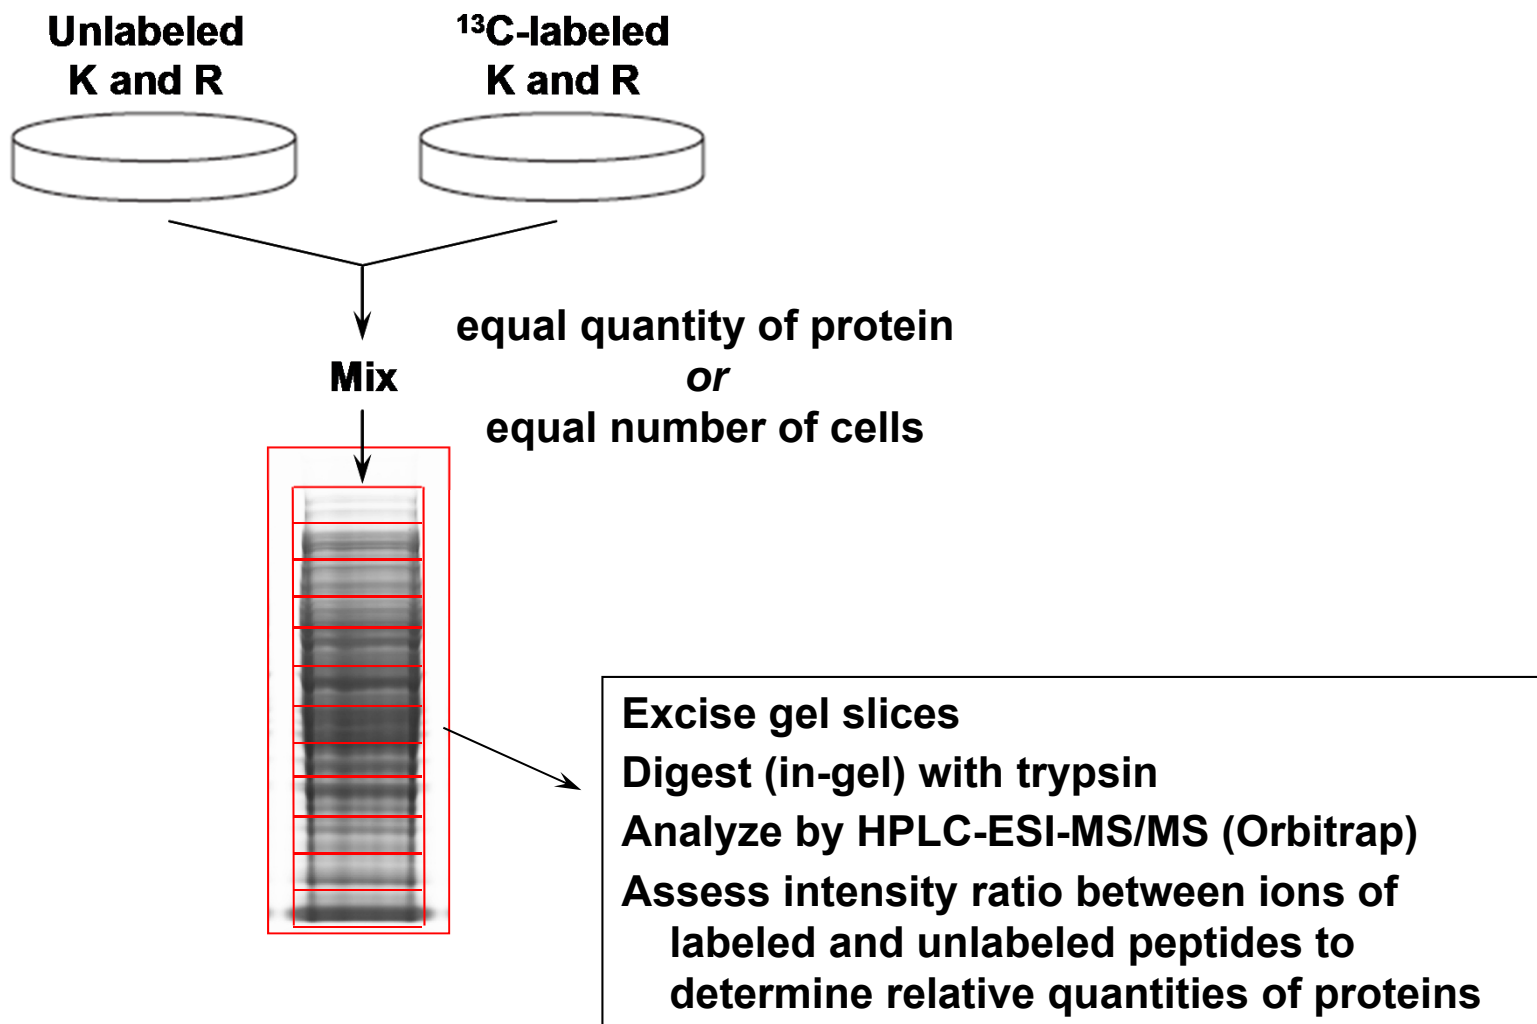 Unlabeled
K and R
¹³C-labeled
K and R
equal quantity of protein
or
equal number of cells
Mix
Excise gel slices
Digest (in-gel) with trypsin
Analyze by HPLC-ESI-MS/MS (Orbitrap)
Assess intensity ratio between ions of
labeled and unlabeled peptides to
determine relative quantities of proteins